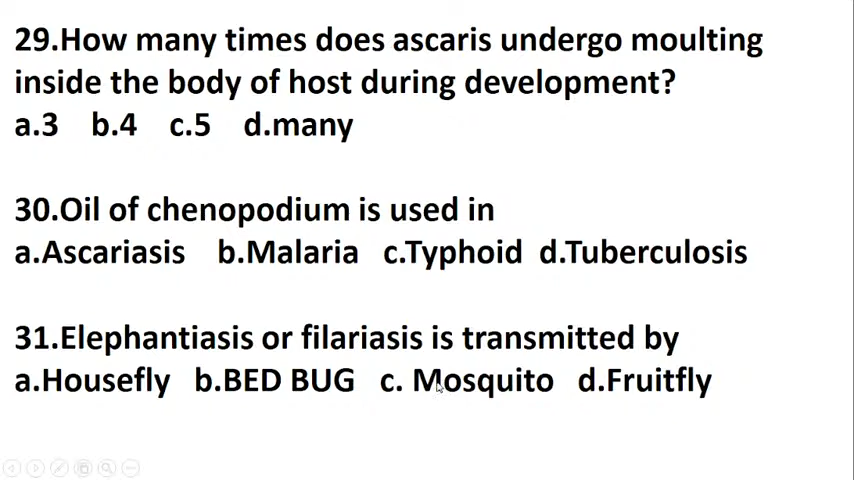 29.How many times does ascaris undergo moulting
inside the body of host during development?
a.3 b.4 c.5 d.many
30.Oil of chenopodium is used in
a.Ascariasis b.Malaria c.Typhoid d.Tuberculosis
31.Elephantiasis or filariasis is transmitted by
a.Housefly b.BED BUG c. Mosquito d.Fruitfly